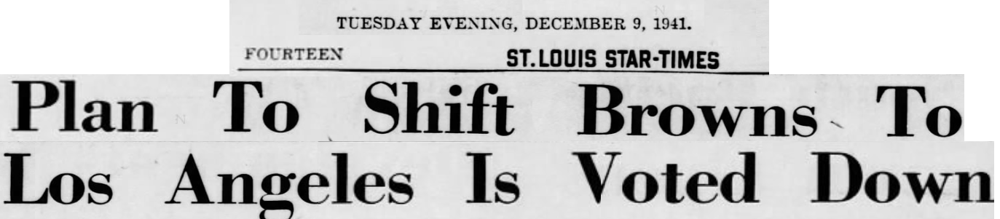 TUESDAY EVENING, DECEMBER 9, 1941.
FOURTEEN ST. LOUIS STAR-TIMES
Plan To Shift Browns To
Los Angeles Is Voted Down